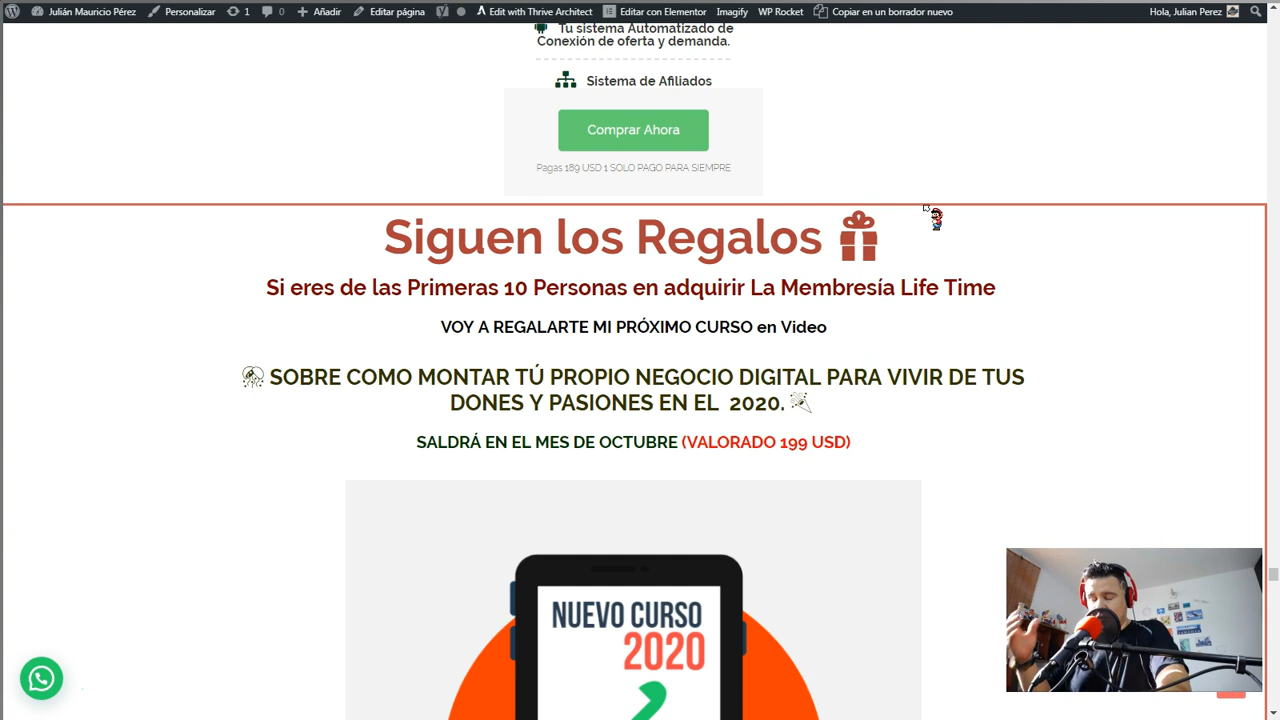 Julián Mauricio Pérez Personalizar 1 0 Añadir Editar página Edit with Thrive Architect Editar con Elementor Imagify WP Rocket Copiar en un borrador nuevo Hola, Julian Perez
Tu sistema Automatizado de
Conexión de oferta y demanda.
Sistema de Afiliados
Comprar Ahora
Pagas 189 USD 1 SOLO PAGO PARA SIEMPRE
Siguen los Regalos
Si eres de las Primeras 10 Personas en adquirir La Membresía Life Time
VOY A REGALARTE MI PRÓXIMO CURSO en Video
SOBRE COMO MONTAR TÚ PROPIO NEGOCIO DIGITAL PARA VIVIR DE TUS
DONES Y PASIONES EN EL 2020.
SALDRÁ EN EL MES DE OCTUBRE (VALORADO 199 USD)
NUEVO CURSO
2020